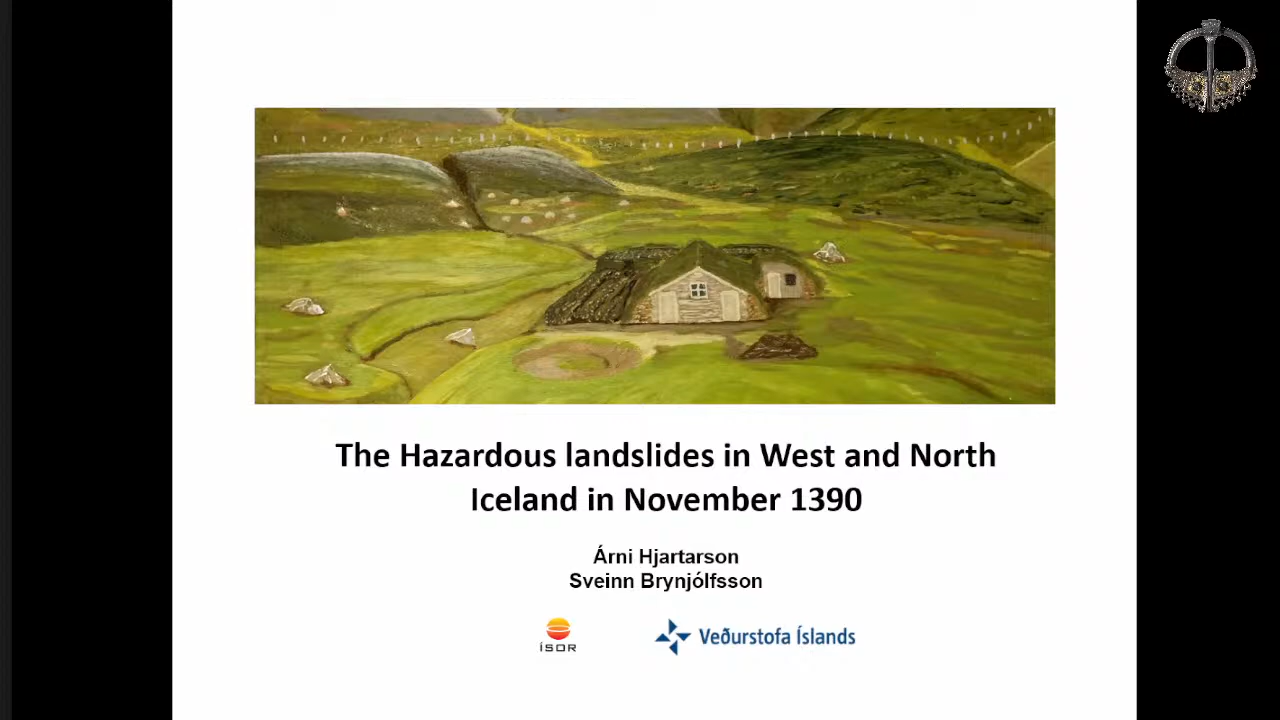 The Hazardous landslides in West and North
Iceland in November 1390
Árni Hjartarson
Sveinn Brynjólfsson
ÍSOR
Veðurstofa Íslands